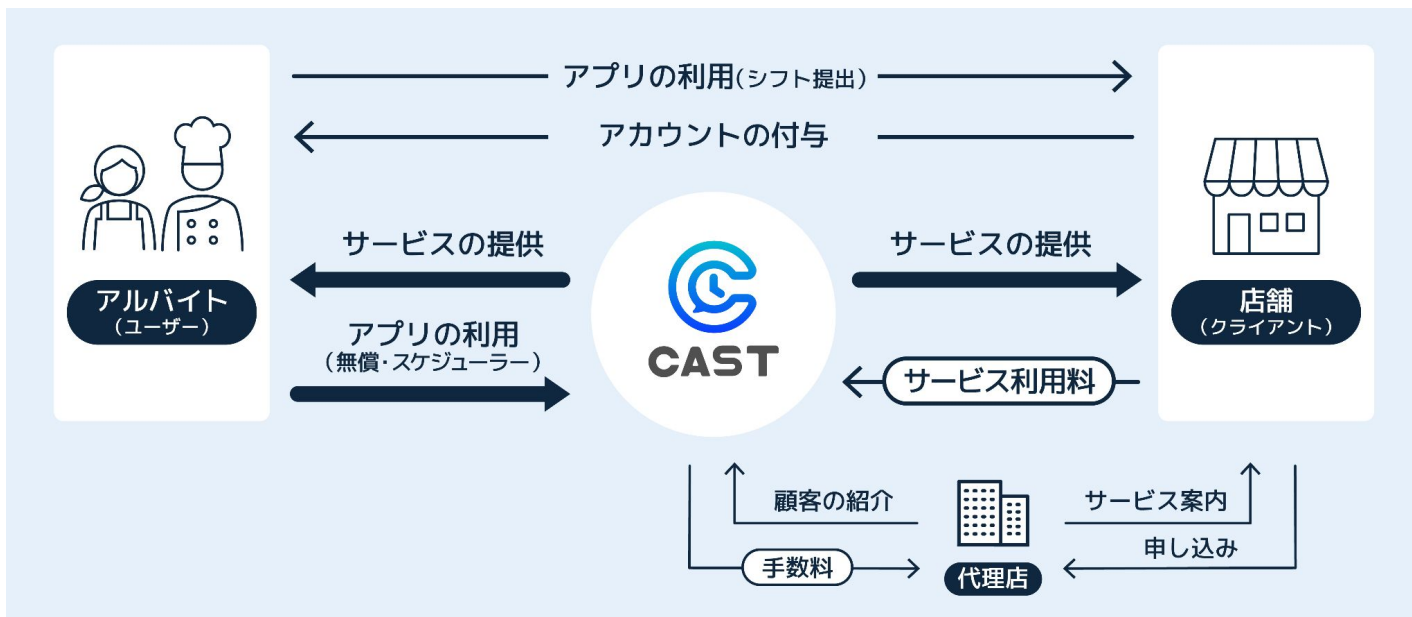 アプリの利用(シフト提出)
アカウントの付与
サービスの提供
サービスの提供
アルバイト
(ユーザー)
アプリの利用
(無償・スケジューラー)
CAST
店舗
(クライアント)
サービス利用料
顧客の紹介
サービス案内
手数料
代理店
申し込み